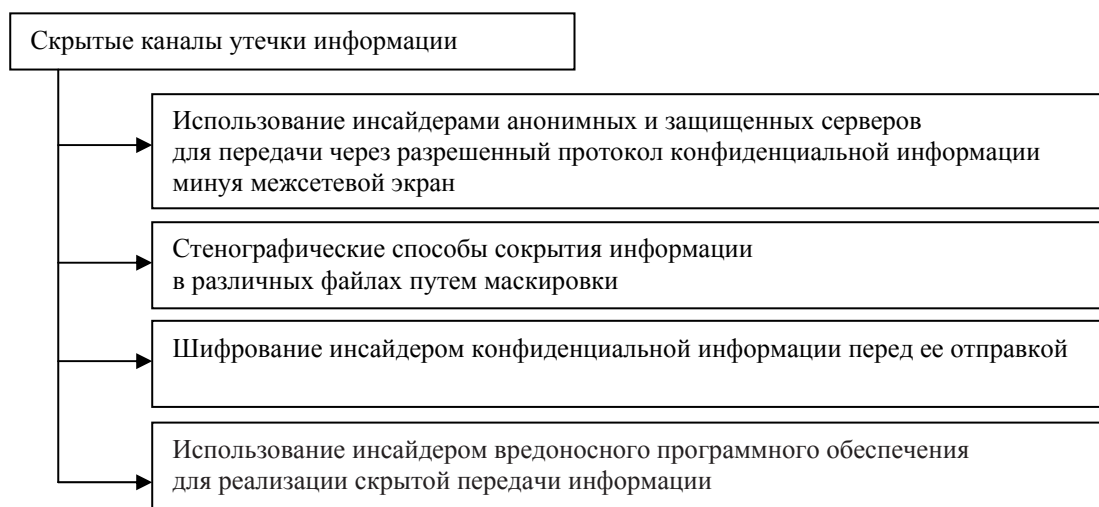 Скрытые каналы утечки информации
Использование инсайдерами анонимных и защищенных серверов
для передачи через разрешенный протокол конфиденциальной информации
минуя межсетевой экран
Стенографические способы сокрытия информации
в различных файлах путем маскировки
Шифрование инсайдером конфиденциальной информации перед ее отправкой
Использование инсайдером вредоносного программного обеспечения
для реализации скрытой передачи информации